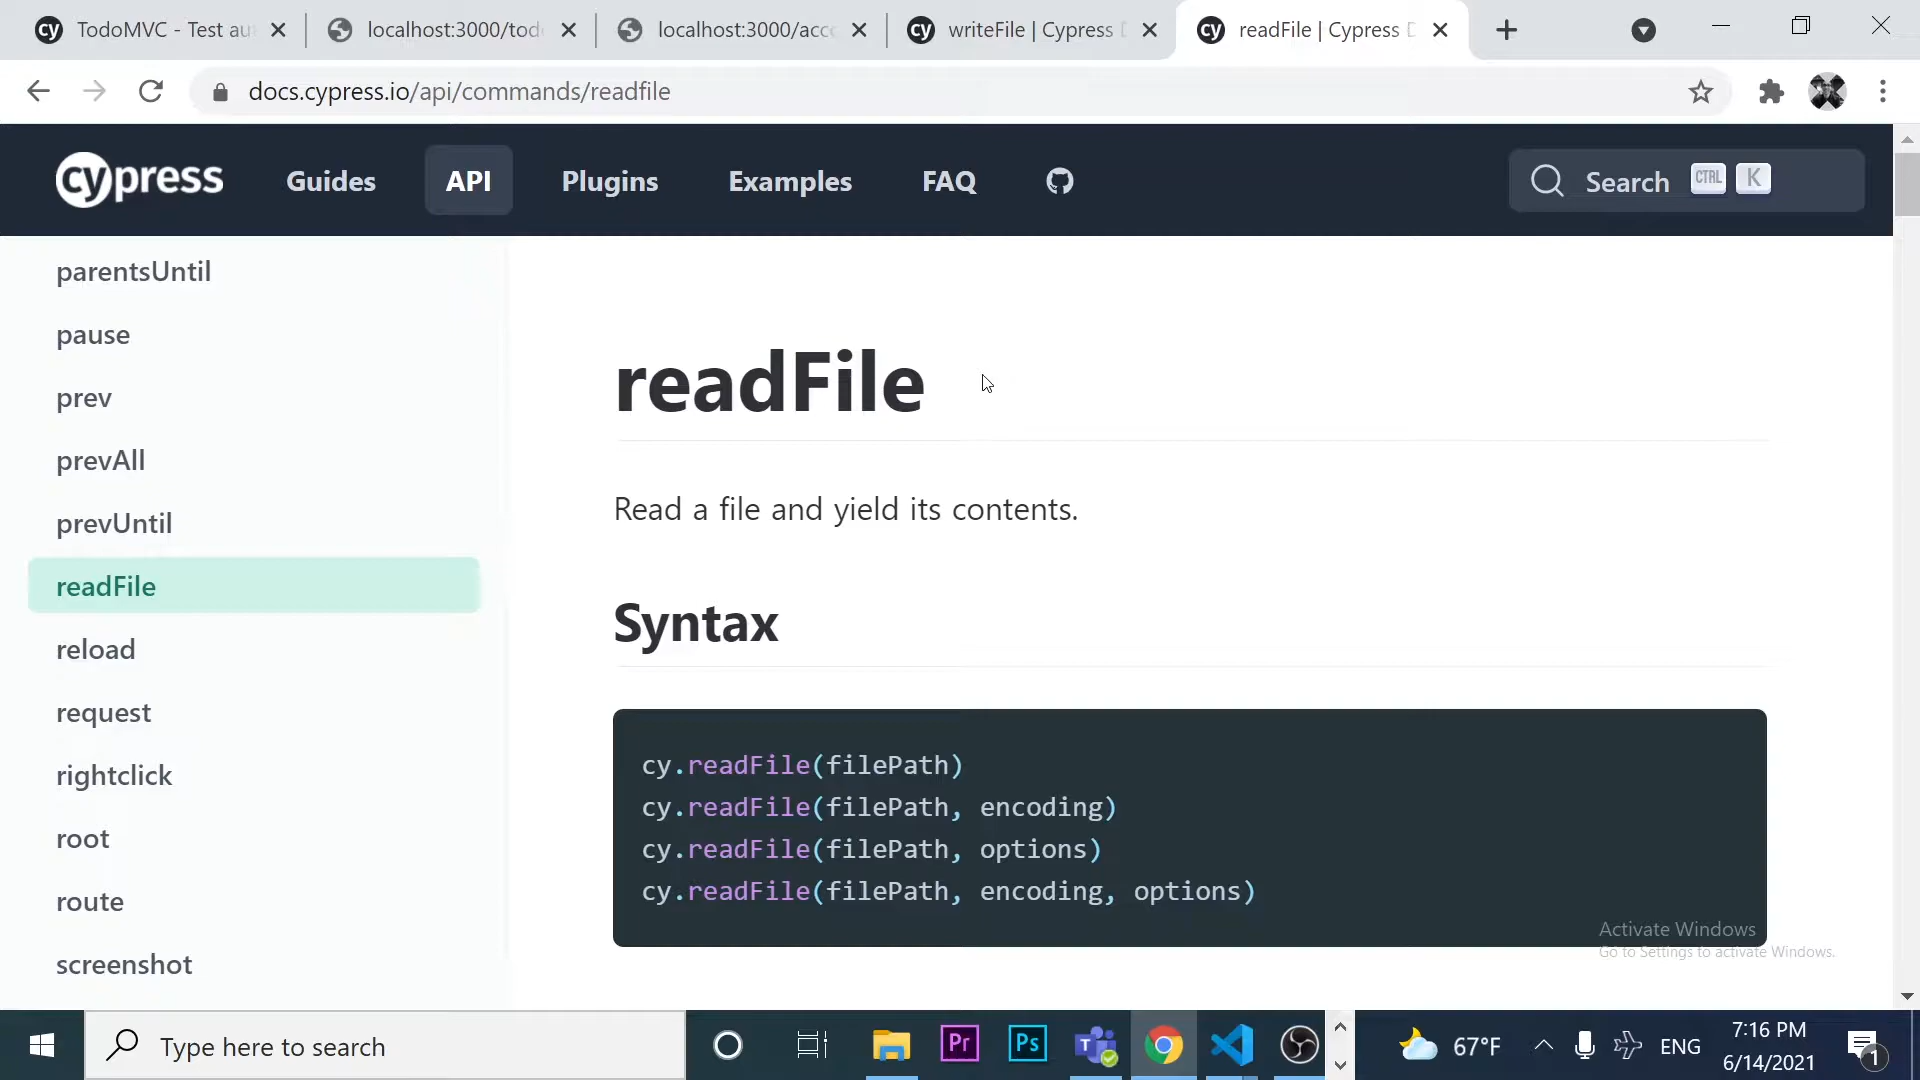 TodoMVC - Test au
localhost:3000/tod
localhost:3000/acc
writeFile | Cypress D
readFile | Cypress D
docs.cypress.io/api/commands/readfile
cypress
Guides
API
Plugins
Examples
FAQ
Search
CTRL
K
parentsUntil
pause
prev
prevAll
prevUntil
readFile
reload
request
rightclick
root
route
screenshot
readFile
Read a file and yield its contents.
Syntax
cy.readFile(filePath)
cy.readFile(filePath, encoding)
cy.readFile(filePath, options)
cy.readFile(filePath, encoding, options)
Activate Windows
Go to Settings to activate Windows.
Type here to search
Pr
Ps
67°F
ENG
7:16 PM
6/14/2021
1